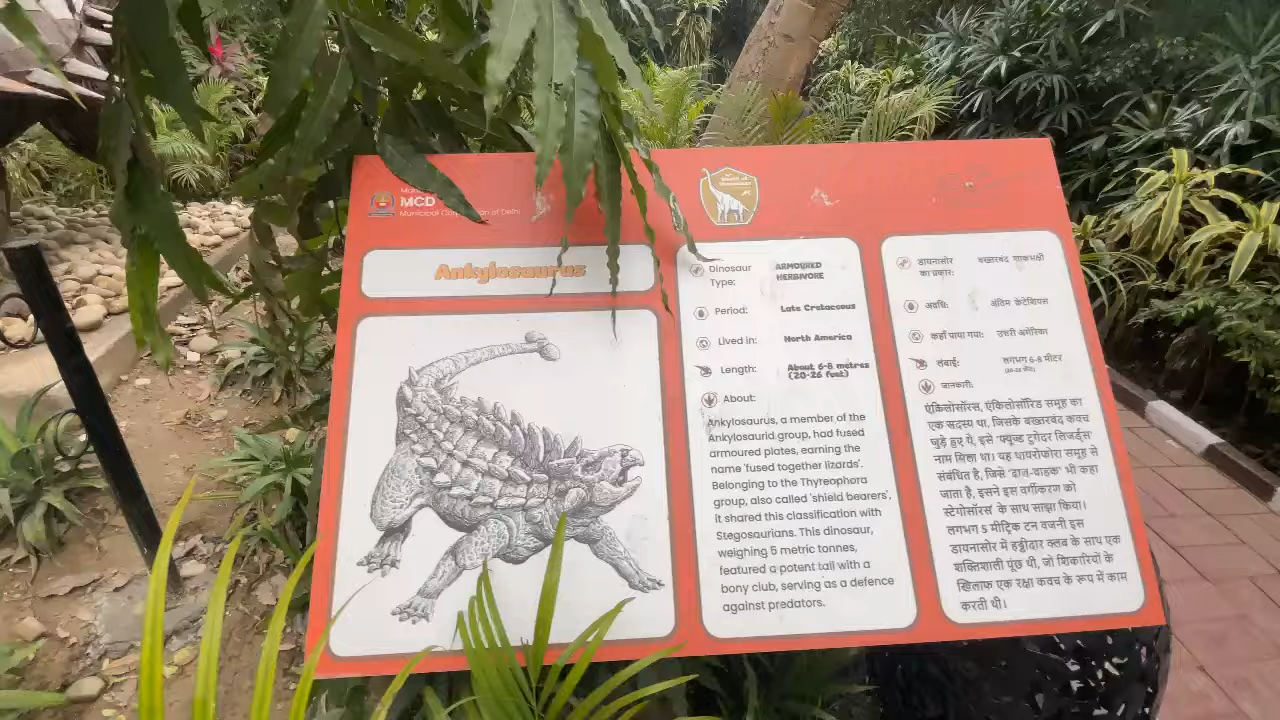 MCD
Municipal Corporation of Delhi
World of
Ankylosaurus
Dinosaur
Type:
ARMOURED
HERBIVORE
Period: Late Cretaceous
Lived in: North America
Length: About 6-8 metres
(20-26 feet)
About:
Ankylosaurus, a member of the
Ankylosaurid group, had fused
armoured plates, earning the
name 'fused together lizards'.
Belonging to the Thyreophora
group, also called 'shield bearers',
it shared this classification with
Stegosaurians. This dinosaur,
weighing 5 metric tonnes,
featured a potent tail with a
bony club, serving as a defence
against predators.
डायनासोर
का प्रकार:
बख्तरबंद शाकभक्षी
अवधि: अंतिम क्रेटेशियस
कहाँ पाया गया: उत्तरी अमेरिका
लंबाई: लगभग 6-8 मीटर
(20-26 फ़ीट)
जानकारी:
एंकिलोसॉरस, एंकिलोसॉरिड समूह का
एक सदस्य था, जिसके बख्तरबंद कवच
जुड़े हुए थे, इसे 'फ्यूज्ड टुगेदर लिजर्ड्स'
नाम मिला था। यह थायरोफोरा समूह से
संबंधित है, जिसे 'ढाल-वाहक' भी कहा
जाता है, इसने इस वर्गीकरण को
स्टेगोसॉरस के साथ साझा किया।
लगभग 5 मीट्रिक टन वजनी इस
डायनासोर में हड्डीदार क्लब के साथ एक
शक्तिशाली पूंछ थी, जो शिकारियों के
खिलाफ एक रक्षा कवच के रूप में काम
करती थी।